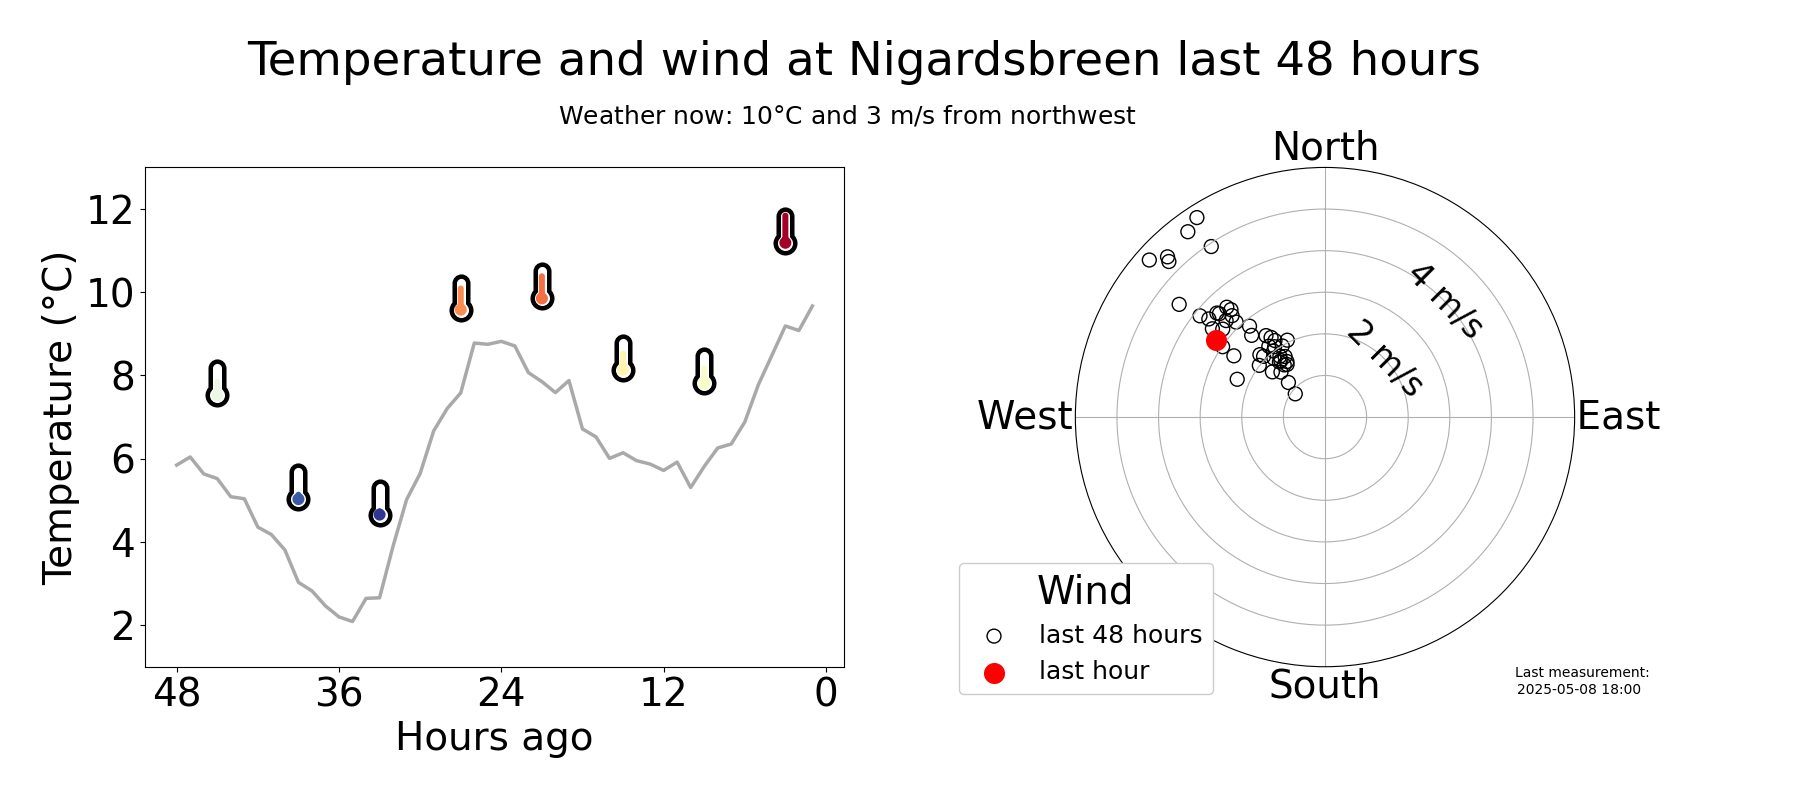 Temperature and wind at Nigardsbreen last 48 hours
Weather now: 10°C and 3 m/s from northwest
Temperature (°C)
12
10
8
6
4
2
48 36 24 12 0
Hours ago
North
4 m/s
2 m/s
West
East
South
Wind
last 48 hours
last hour
Last measurement:
2025-05-08 18:00